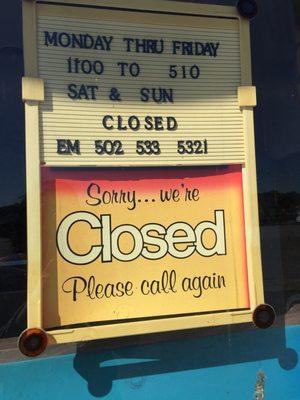 MONDAY THRU FRIDAY
1100 TO 510
SAT & SUN
CLOSED
EM 502 533 5321
Sorry...we're
Closed
Please call again